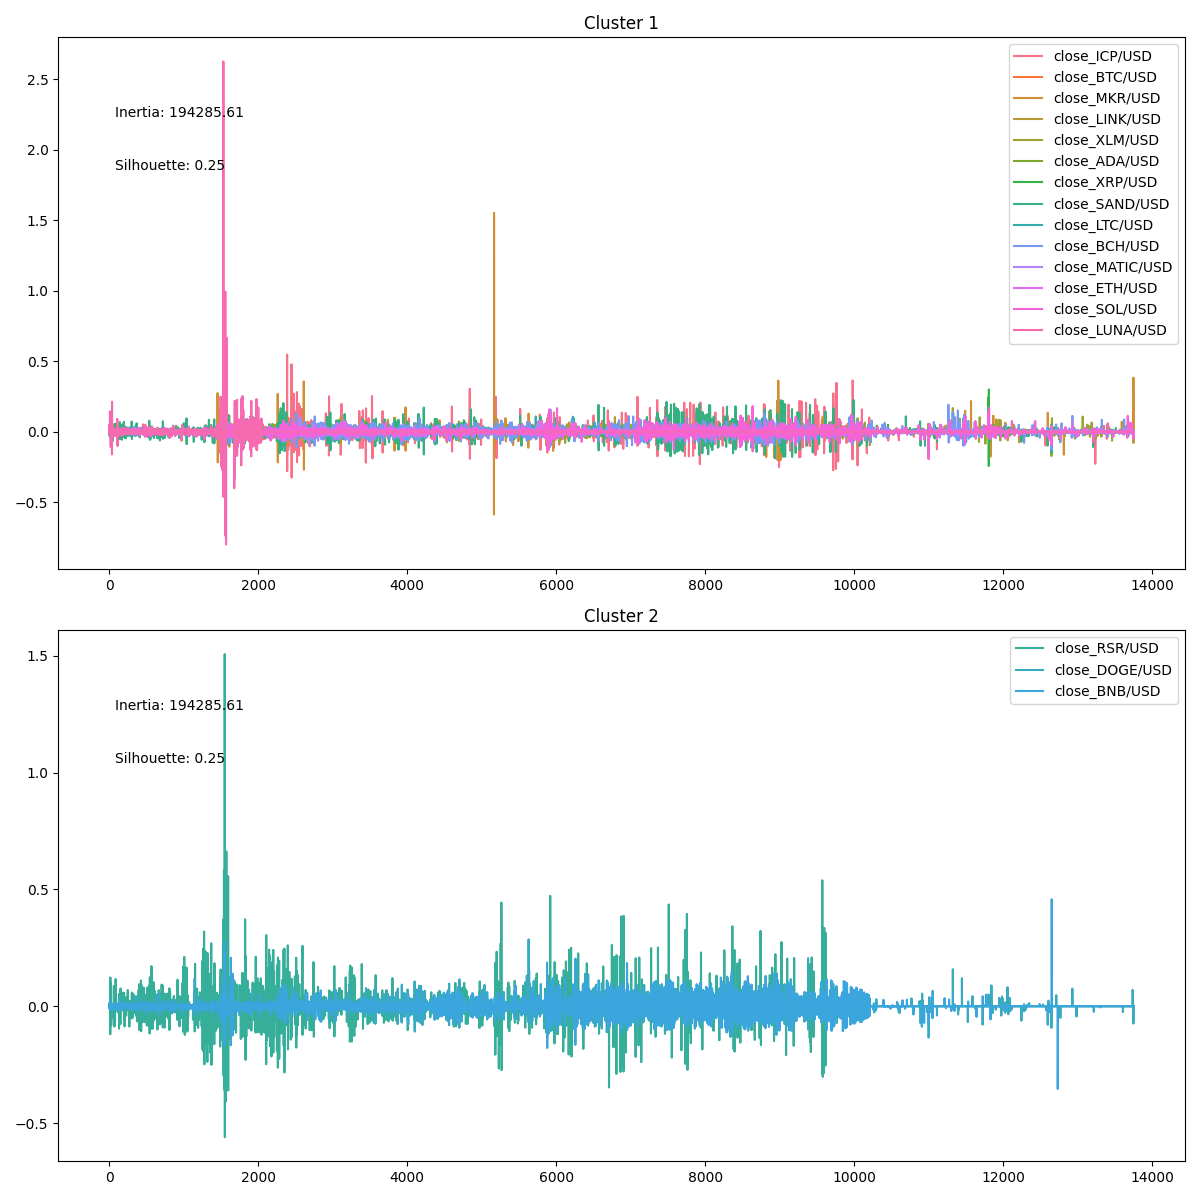 Cluster 1
Inertia: 194285.61
Silhouette: 0.25
close_ICP/USD
close_BTC/USD
close_MKR/USD
close_LINK/USD
close_XLM/USD
close_ADA/USD
close_XRP/USD
close_SAND/USD
close_LTC/USD
close_BCH/USD
close_MATIC/USD
close_ETH/USD
close_SOL/USD
close_LUNA/USD
2.5
2.0
1.5
1.0
0.5
0.0
−0.5
0 2000 4000 6000 8000 10000 12000 14000
Cluster 2
Inertia: 194285.61
Silhouette: 0.25
close_RSR/USD
close_DOGE/USD
close_BNB/USD
1.5
1.0
0.5
0.0
−0.5
0 2000 4000 6000 8000 10000 12000 14000